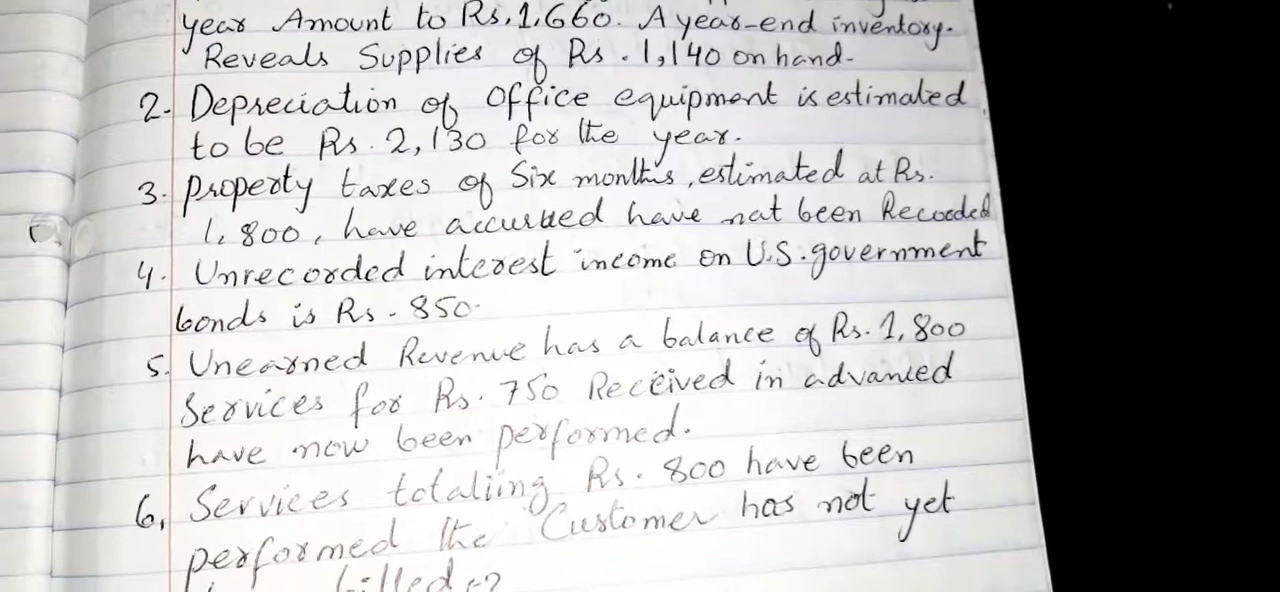 year Amount to Rs. 1,660. A year-end inventory.
Reveals Supplies of Rs. 1,140 on hand-
2. Depreciation of office equipment is estimated
to be Rs. 2,130 for the year.
3. Property taxes of Six months, estimated at Rs.
1,800, have accurued have nat been Recorded
4. Unrecorded interest income on U.S. government
bonds is Rs. 850.
5. Unearned Revenue has a balance of Rs. 1,800
Services for Rs. 750 Received in advanced
have now been performed.
6, Services totaliing Rs. 800 have been
performed the Customer has not yet
billed